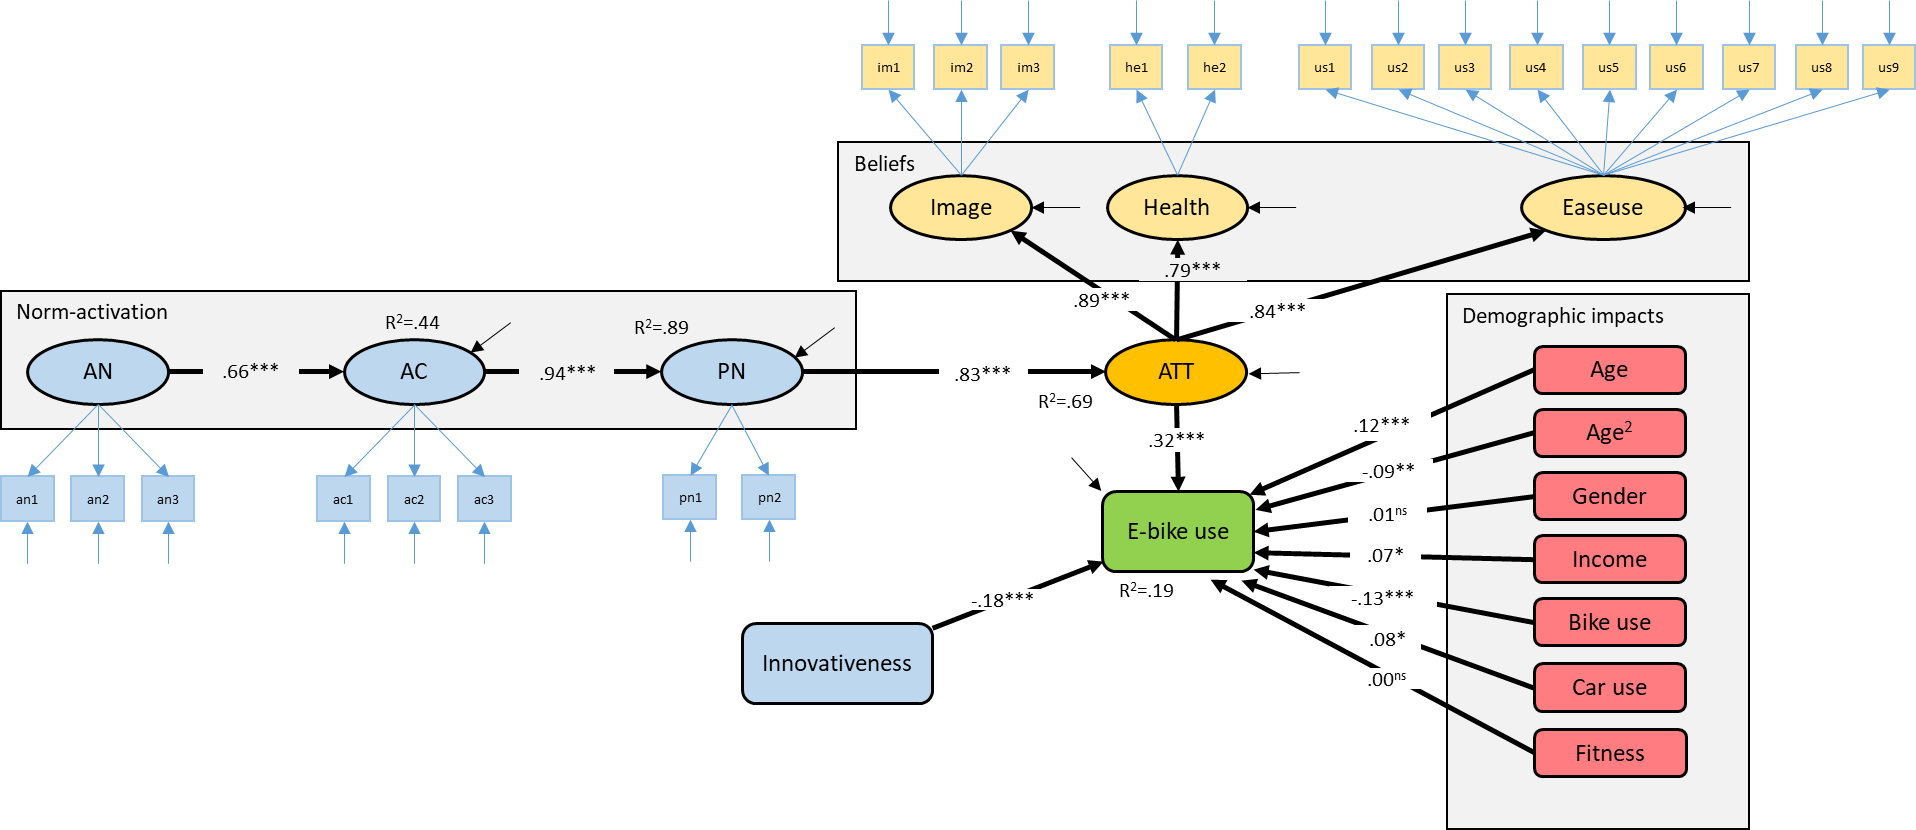 im1 im2 im3 he1 he2 us1 us2 us3 us4 us5 us6 us7 us8 us9
Beliefs
Image Health Easeuse
.79***
.89*** .84***
Norm-activation
R²=.44 R²=.89
AN .66*** AC .94*** PN .83*** ATT
R²=.69
an1 an2 an3 ac1 ac2 ac3 pn1 pn2
.32***
E-bike use
R²=.19
-.18***
Innovativeness
Demographic impacts
Age
.12***
Age²
-.09**
Gender
.01ⁿˢ
Income
.07*
Bike use
-.13***
Car use
.08*
Fitness
.00ⁿˢ